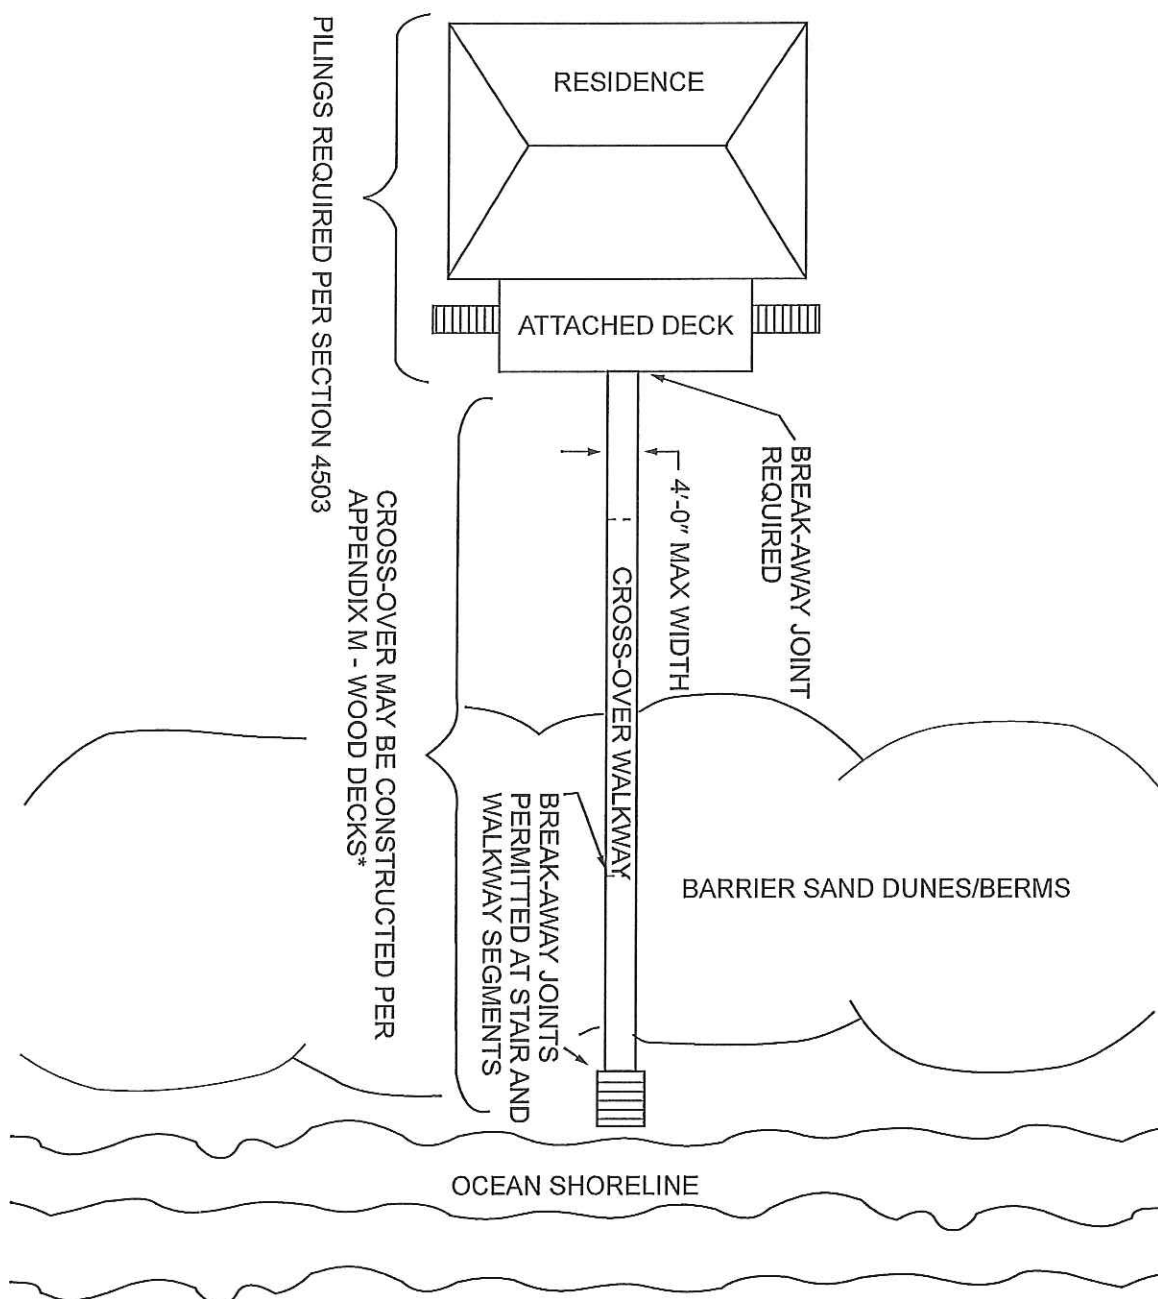 RESIDENCE
ATTACHED DECK
PILINGS REQUIRED PER SECTION 4503
BREAK-AWAY JOINT
REQUIRED
4'-0" MAX WIDTH
CROSS-OVER WALKWAY
CROSS-OVER MAY BE CONSTRUCTED PER
APPENDIX M - WOOD DECKS*
BREAK-AWAY JOINTS
PERMITTED AT STAIR AND
WALKWAY SEGMENTS
BARRIER SAND DUNES/BERMS
OCEAN SHORELINE